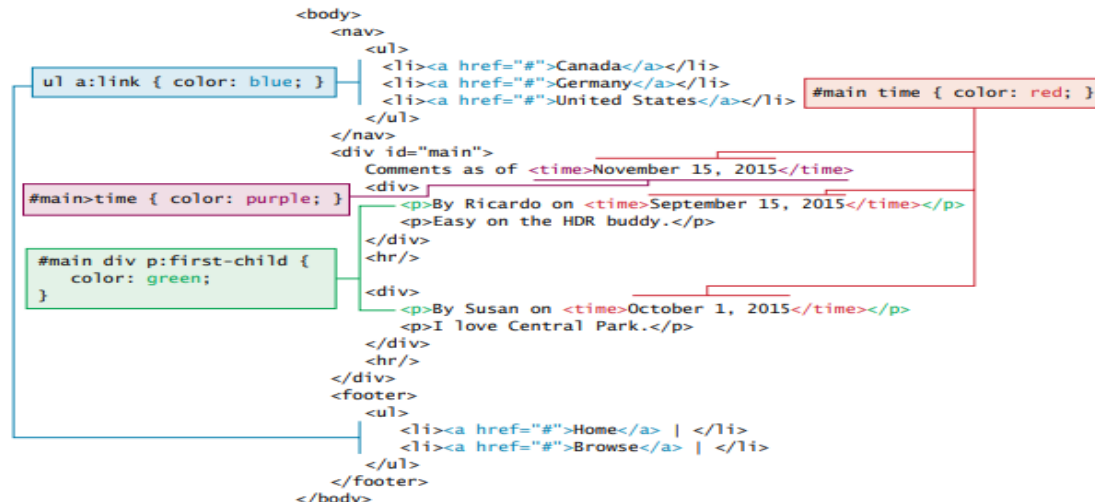 <body>
<nav>
<ul>
ul a:link { color: blue; }
<li><a href="#">Canada</a></li>
<li><a href="#">Germany</a></li>
<li><a href="#">United States</a></li>
#main time { color: red; }
</ul>
</nav>
<div id="main">
Comments as of <time>November 15, 2015</time>
<div>
#main>time { color: purple; }
<p>By Ricardo on <time>September 15, 2015</time></p>
<p>Easy on the HDR buddy.</p>
</div>
<hr/>
#main div p:first-child {
color: green;
}
<div>
<p>By Susan on <time>October 1, 2015</time></p>
<p>I love Central Park.</p>
</div>
<hr/>
</div>
<footer>
<ul>
<li><a href="#">Home</a> | </li>
<li><a href="#">Browse</a> | </li>
</ul>
</footer>
</body>